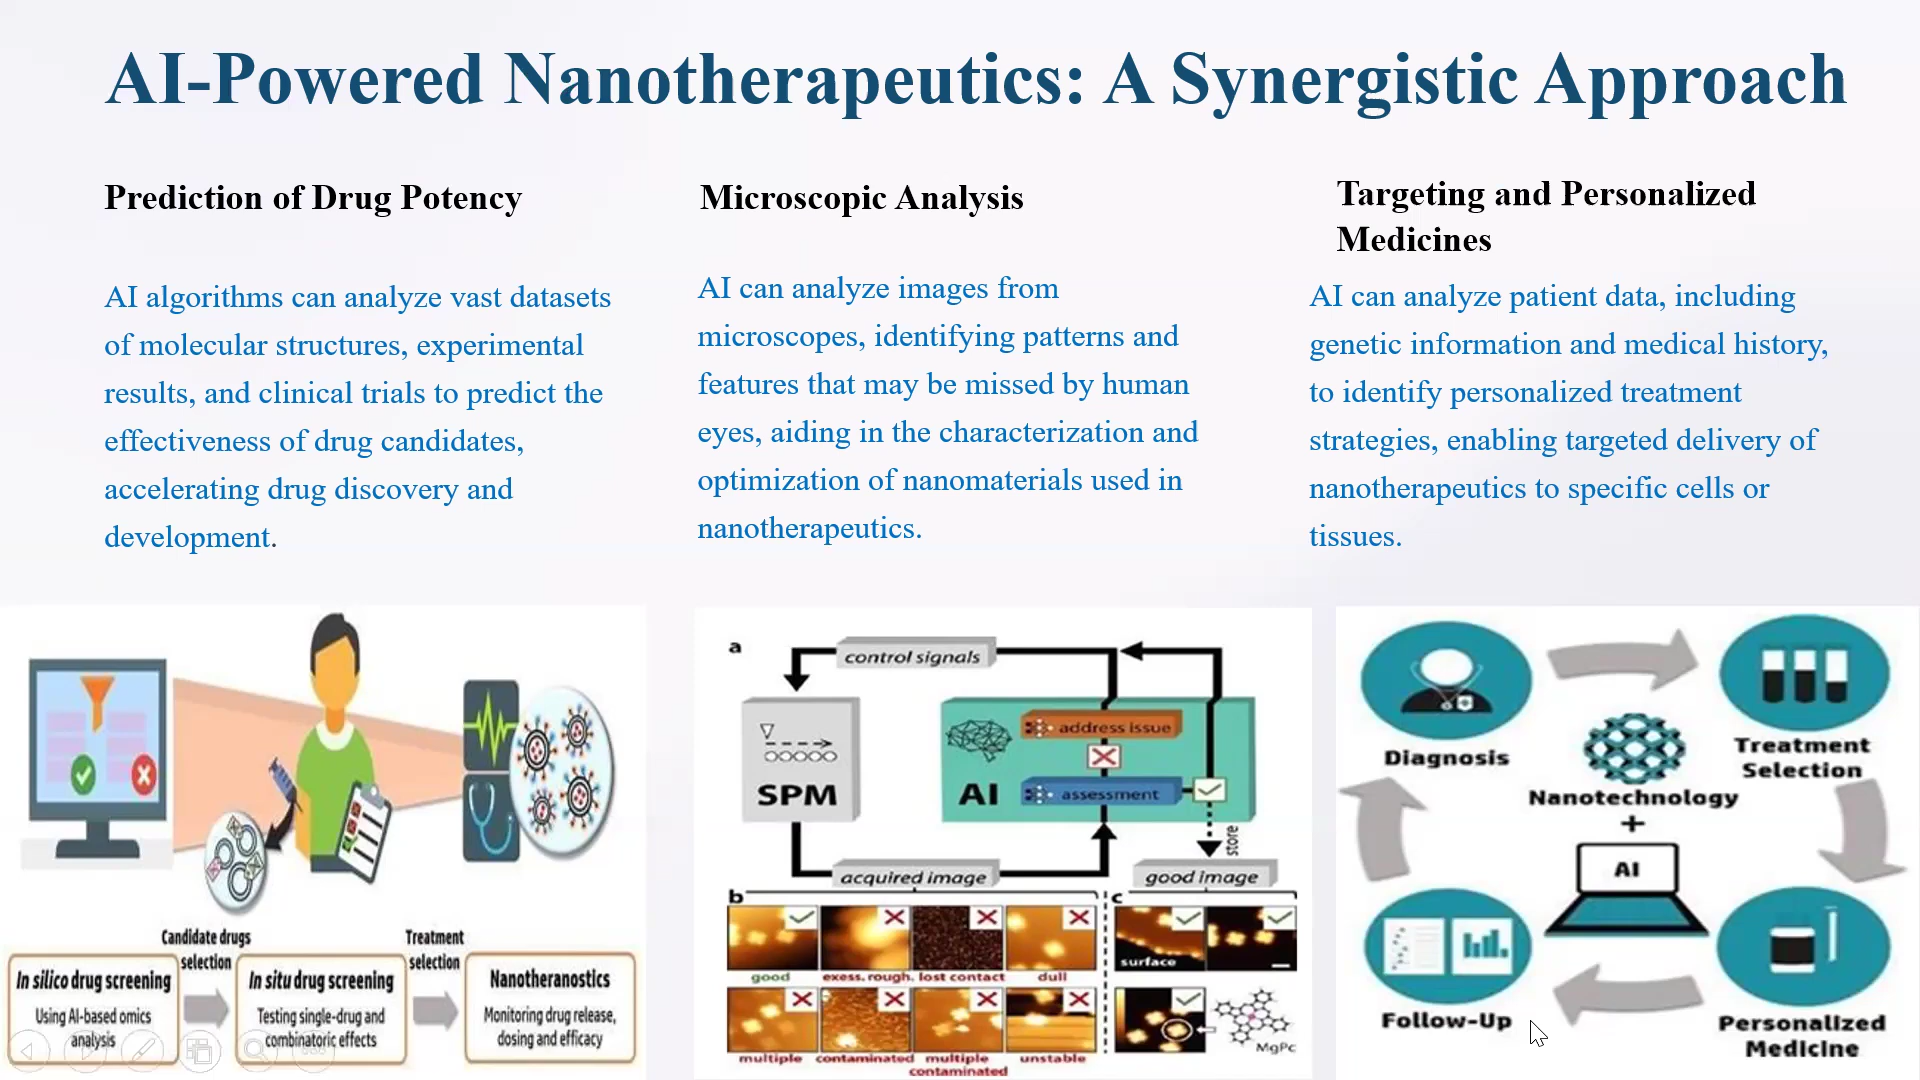 AI-Powered Nanotherapeutics: A Synergistic Approach
Prediction of Drug Potency
AI algorithms can analyze vast datasets
of molecular structures, experimental
results, and clinical trials to predict the
effectiveness of drug candidates,
accelerating drug discovery and
development.
Microscopic Analysis
AI can analyze images from
microscopes, identifying patterns and
features that may be missed by human
eyes, aiding in the characterization and
optimization of nanomaterials used in
nanotherapeutics.
Targeting and Personalized
Medicines
AI can analyze patient data, including
genetic information and medical history,
to identify personalized treatment
strategies, enabling targeted delivery of
nanotherapeutics to specific cells or
tissues.
Candidate drugs
selection
Treatment
selection
In silico drug screening
Using AI-based omics
analysis
In situ drug screening
Testing single-drug and
combinatoric effects
Nanotheranostics
Monitoring drug release,
dosing and efficacy
a
control signals
SPM
AI
address issue
assessment
store
acquired image
good image
b
good
exess. rough.
lost contact
dull
multiple
contaminated
multiple
contaminated
unstable
c
surface
MgPc
Diagnosis
Treatment
Selection
Nanotechnology
+
AI
Follow-Up
Personalized
Medicine